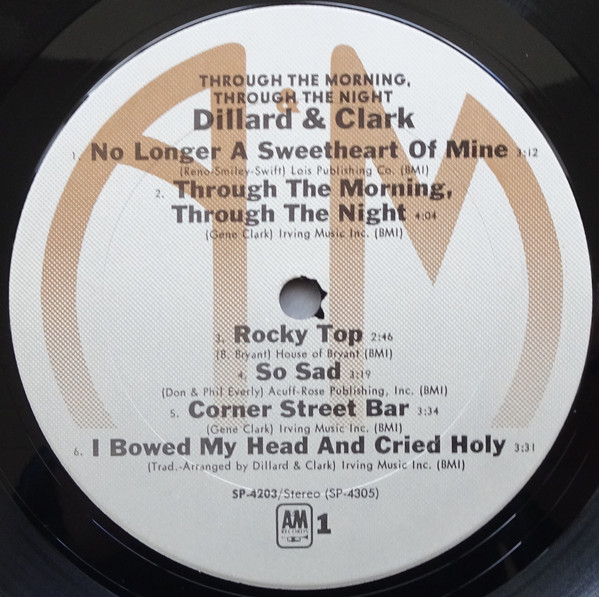 THROUGH THE MORNING,
THROUGH THE NIGHT
Dillard & Clark
1. No Longer A Sweetheart Of Mine 3:12
(Reno-Smiley-Swift) Lois Publishing Co. (BMI)
2. Through The Morning,
Through The Night 4:04
(Gene Clark) Irving Music Inc. (BMI)
3. Rocky Top 2:46
(B. Bryant) House of Bryant (BMI)
4. So Sad 3:19
(Don & Phil Everly) Acuff-Rose Publishing, Inc. (BMI)
5. Corner Street Bar 3:34
(Gene Clark) Irving Music Inc. (BMI)
6. I Bowed My Head And Cried Holy 3:31
(Trad.-Arranged by Dillard & Clark) Irving Music Inc. (BMI)
SP-4203/Stereo (SP-4305)
AM RECORDS 1
A&M